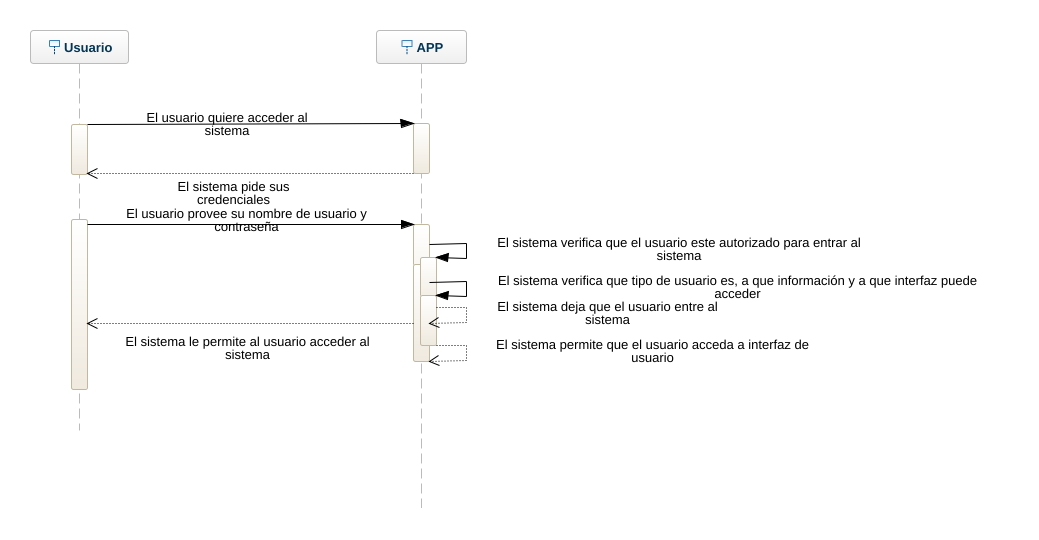 Usuario
APP
El usuario quiere acceder al
sistema
El sistema pide sus
credenciales
El usuario provee su nombre de usuario y
contraseña
El sistema verifica que el usuario este autorizado para entrar al
sistema
El sistema verifica que tipo de usuario es, a que información y a que interfaz puede
acceder
El sistema deja que el usuario entre al
sistema
El sistema le permite al usuario acceder al
sistema
El sistema permite que el usuario acceda a interfaz de
usuario